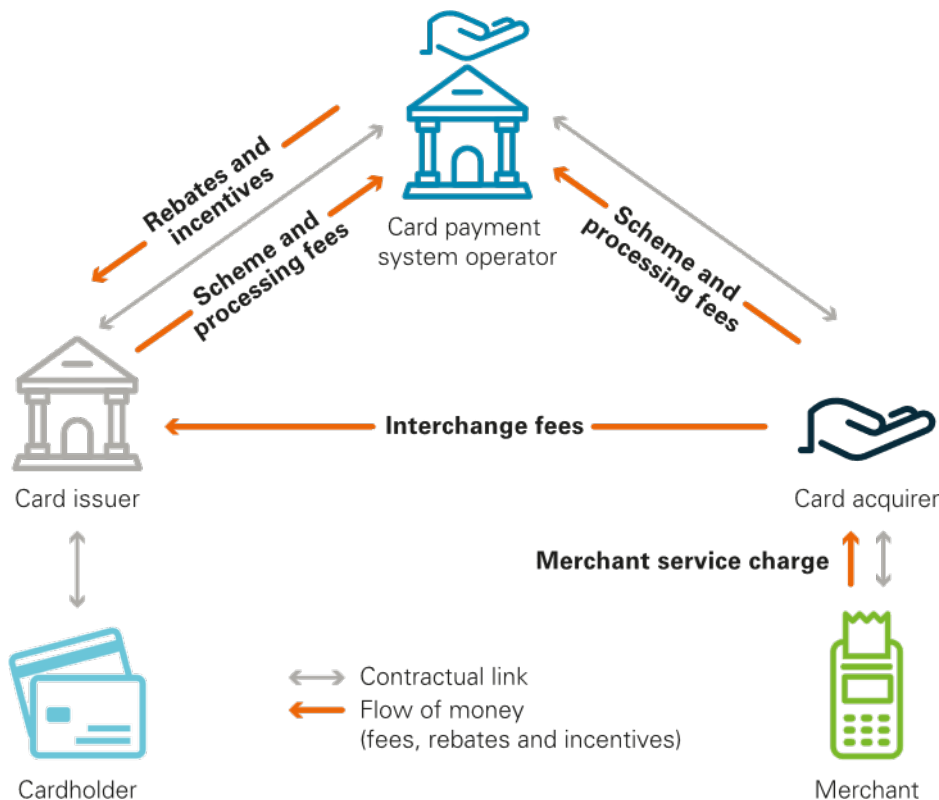 Rebates and
incentives
Scheme and
processing fees
Card payment
system operator
Scheme and
processing fees
Interchange fees
Card issuer
Card acquirer
Merchant service charge
Contractual link
Flow of money
(fees, rebates and incentives)
Cardholder
Merchant